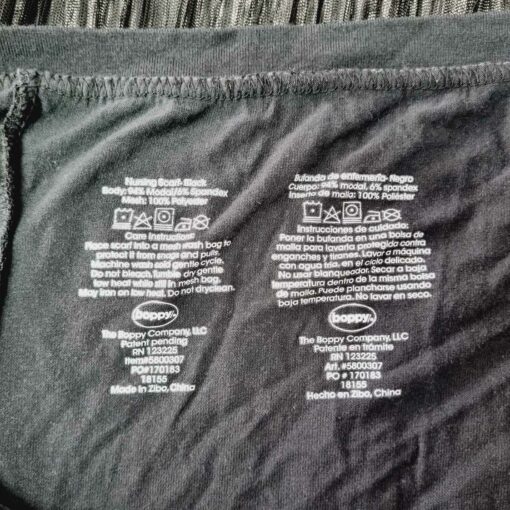 Nursing Scarf- Black
Body: 94% Modal/6% Spandex
Mesh: 100% Polyester
Care Instructions:
Place scarf into a mesh wash bag to
protect it from snags and pulls.
Machine wash cold gentle cycle.
Do not bleach, tumble dry gentle
low heat while still in mesh bag.
May iron on low heat. Do not dryclean.
boppy
The Boppy Company, LLC
Patent pending
RN 123225
Item#5800307
PO#170183
18155
Made in Zibo, China
Bufanda de enfermería- Negro
Cuerpo: 94% modal, 6% spandex
Inserto de malla: 100% Poliéster
Instrucciones de cuidado:
Poner la bufanda en una bolsa de
malla para lavarla protegida contra
enganches y tirones. Lavar a máquina
con agua fría, en el ciclo delicado.
No usar blanqueador. Secar a baja
temperatura dentro de la misma bolsa
de malla. Puede plancharse usando
baja temperatura. No lavar en seco.
boppy
The Boppy Company, LLC
Patente en trámite
RN 123225
Art. #5800307
PO # 170183
18155
Hecho en Zibo, China